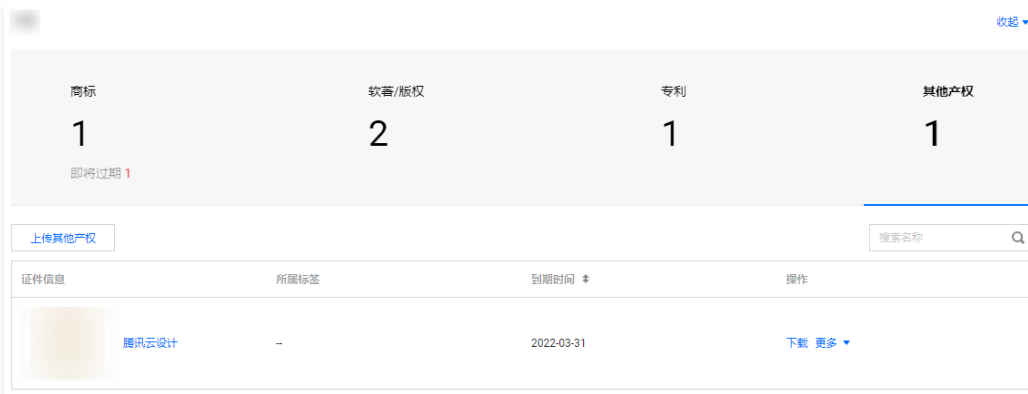 收起
商标 软著/版权 专利 其他产权
1 2 1 1
即将过期 1
上传其他产权 搜索名称
证件信息 所属标签 到期时间 操作
腾讯云设计 -- 2022-03-31 下载 更多